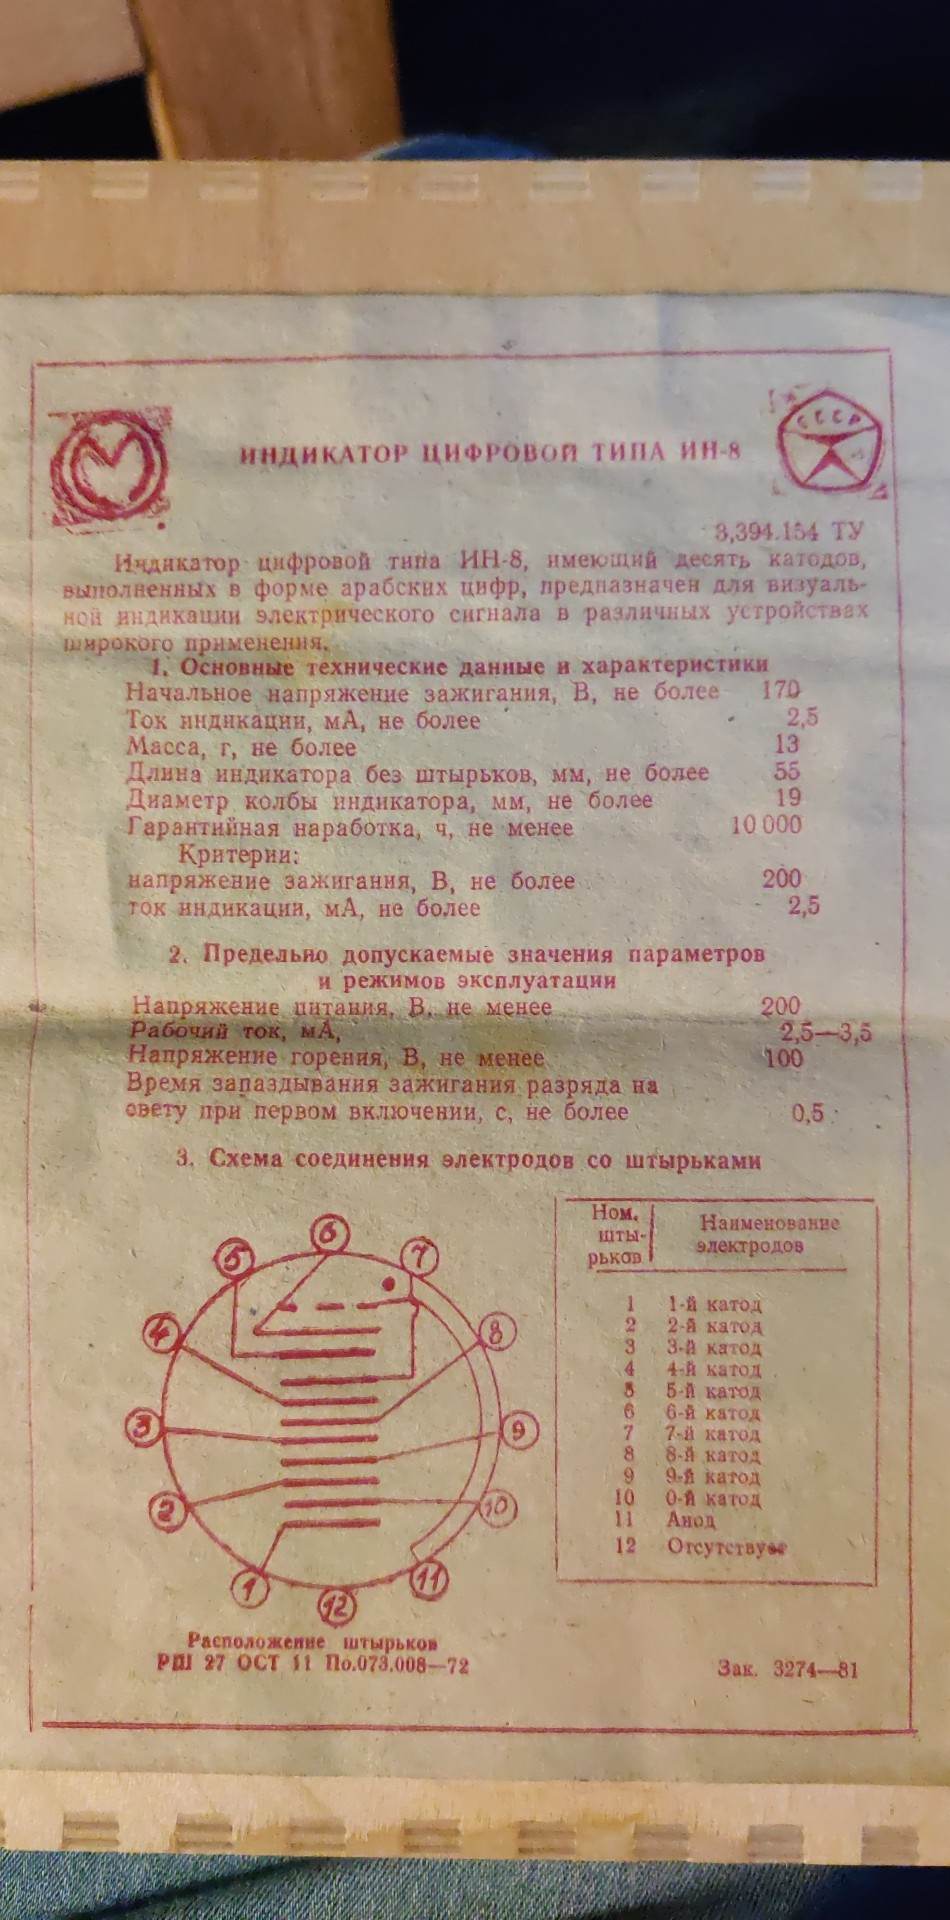 СССР
ИНДИКАТОР ЦИФРОВОЙ ТИПА ИН-8
3,394.154 ТУ
Индикатор цифровой типа ИН-8, имеющий десять катодов,
выполненных в форме арабских цифр, предназначен для визуаль-
ной индикации электрического сигнала в различных устройствах
широкого применения.
1. Основные технические данные и характеристики
Начальное напряжение зажигания, В, не более 170
Ток индикации, мА, не более 2,5
Масса, г, не более 13
Длина индикатора без штырьков, мм, не более 55
Диаметр колбы индикатора, мм, не более 19
Гарантийная наработка, ч, не менее 10 000
Критерии:
напряжение зажигания, В, не более 200
ток индикации, мА, не более 2,5
2. Предельно допускаемые значения параметров
и режимов эксплуатации
Напряжение питания, В, не менее 200
Рабочий ток, мА, 2,5—3,5
Напряжение горения, В, не менее 100
Время запаздывания зажигания разряда на
свету при первом включении, с, не более 0,5
3. Схема соединения электродов со штырьками
6
5 7
4 8
3 9
2 10
1 11
12
Расположение штырьков
РШ 27 ОСТ 11 По.073.008—72
Ном. шты-рьков Наименование электродов
1 1-й катод
2 2-й катод
3 3-й катод
4 4-й катод
5 5-й катод
6 6-й катод
7 7-й катод
8 8-й катод
9 9-й катод
10 0-й катод
11 Анод
12 Отсутствует
Зак. 3274—81